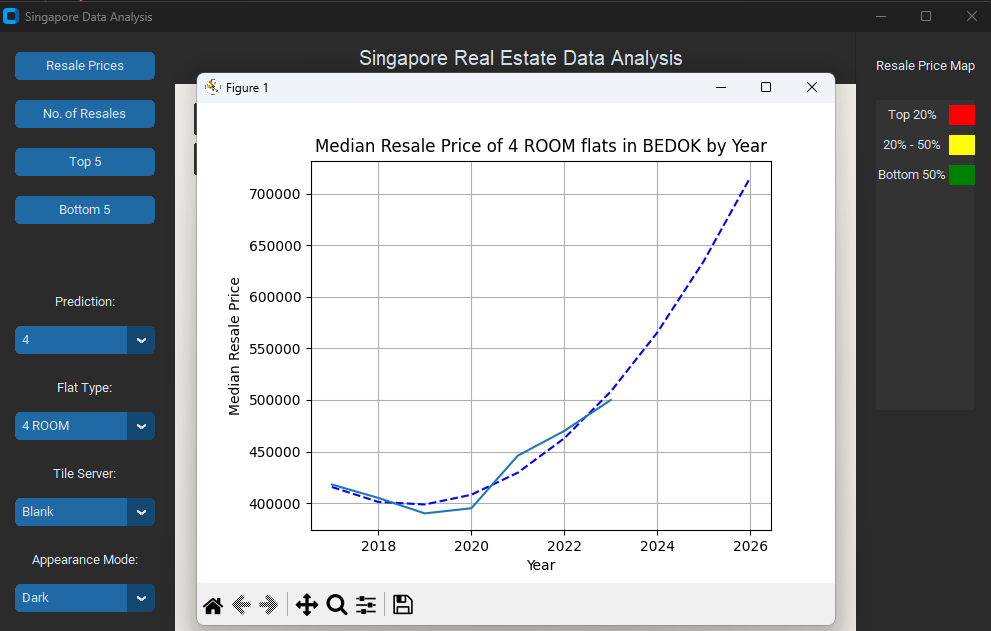 Singapore Data Analysis
Resale Prices
No. of Resales
Top 5
Bottom 5
Prediction:
4
Flat Type:
4 ROOM
Tile Server:
Blank
Appearance Mode:
Dark
Singapore Real Estate Data Analysis
Figure 1
Median Resale Price of 4 ROOM flats in BEDOK by Year
Median Resale Price
700000
650000
600000
550000
500000
450000
400000
2018 2020 2022 2024 2026
Year
Resale Price Map
Top 20%
20% - 50%
Bottom 50%